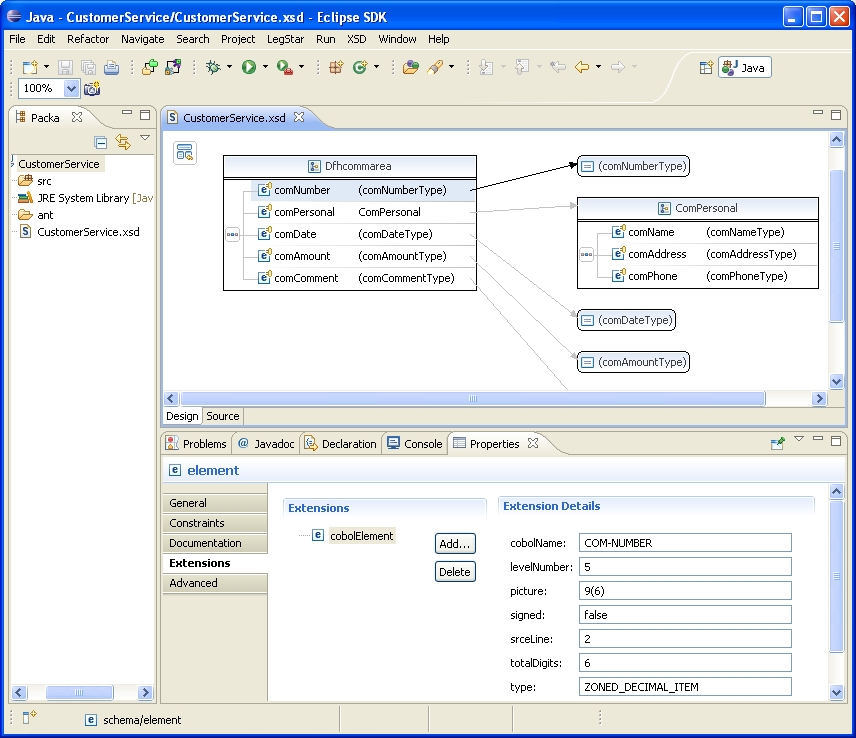 Java - CustomerService/CustomerService.xsd - Eclipse SDK
File Edit Refactor Navigate Search Project LegStar Run XSD Window Help
Java
100%
Packa
CustomerService.xsd
CustomerService
src
JRE System Library [Jav
ant
CustomerService.xsd
Dfhcommarea
comNumber (comNumberType)
comPersonal ComPersonal
comDate (comDateType)
comAmount (comAmountType)
comComment (comCommentType)
(comNumberType)
ComPersonal
comName (comNameType)
comAddress (comAddressType)
comPhone (comPhoneType)
(comDateType)
(comAmountType)
Design Source
Problems @ Javadoc Declaration Console Properties
element
General
Constraints
Documentation
Extensions
Advanced
Extensions
cobolElement
Add...
Delete
Extension Details
cobolName: COM-NUMBER
levelNumber: 5
picture: 9(6)
signed: false
srceLine: 2
totalDigits: 6
type: ZONED_DECIMAL_ITEM
schema/element